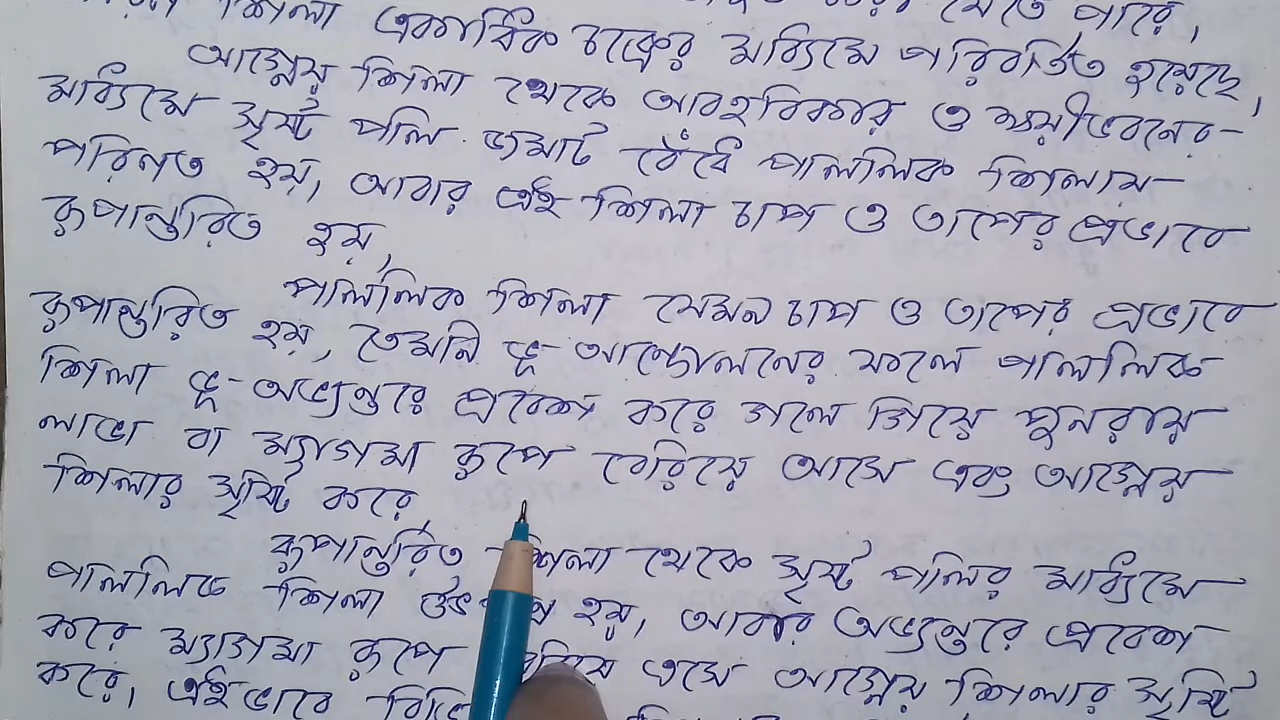 শিলা একাধিক চক্রের মাধ্যমে পরিবর্তিত হয়েছে,
আগ্নেয় শিলা থেকে আবহবিকার ও ক্ষয়ীভবনের
মাধ্যমে সৃষ্ট পলি জমাট বেঁধে পাললিক শিলায়
পরিনত হয়, আবার এই শিলা চাপ ও তাপের প্রভাবে
রূপান্তরিত হয়,
পাললিক শিলা যেমন চাপ ও তাপের প্রভাবে
রূপান্তরিত হয়, তেমনি ভূ-আন্দোলনের ফলে পাললিক
শিলা ভূ-অভ্যন্তরে প্রবেশ করে গলে গিয়ে পুনরায়
লাভা বা ম্যাগমা রূপে বেরিয়ে আসে এবং আগ্নেয়
শিলার সৃষ্টি করে,
রূপান্তরিত শিলা থেকে সৃষ্ট পলির মাধ্যমে
পাললিক শিলা হয়, আবার অভ্যন্তরে প্রবেশ
করে ম্যাগমা রূপে এসে আগ্নেয় শিলার সৃষ্টি
করে, এইভাবে